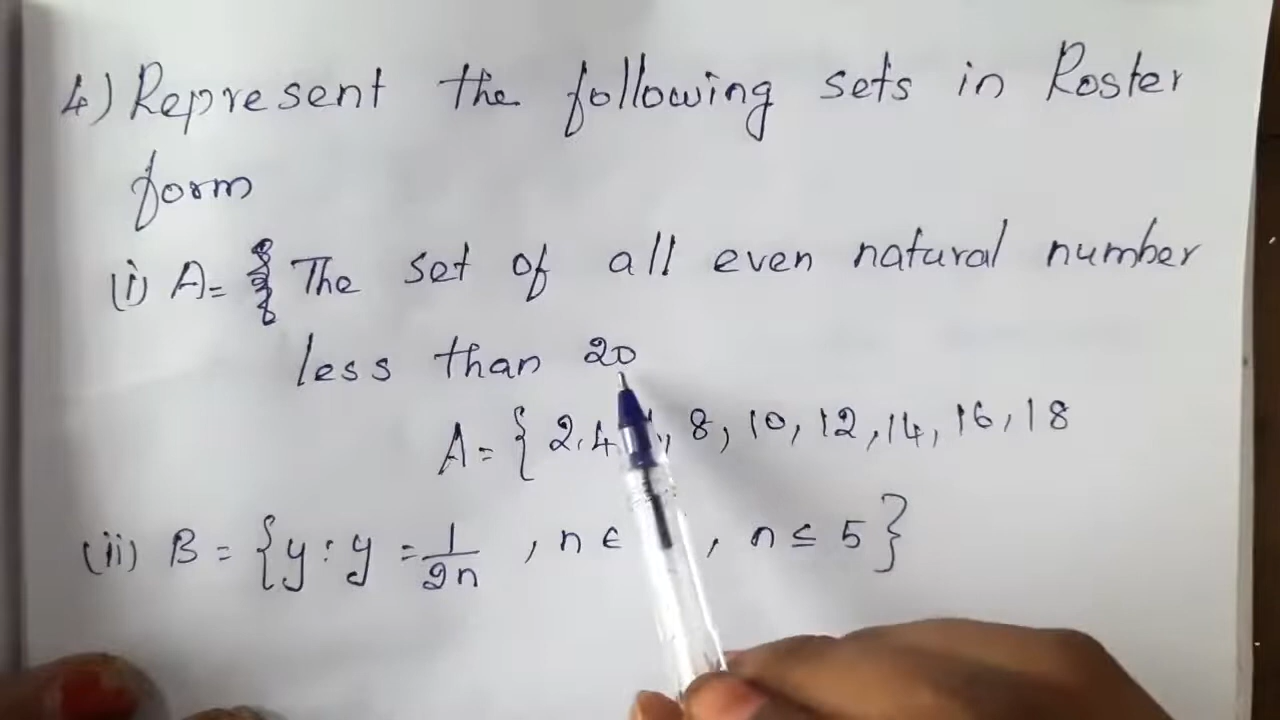 4) Represent the following sets in Roster
form
(i) A= The set of all even natural number
less than 20
A = { 2, 4, 8, 10, 12, 14, 16, 18
(ii) B = {y : y = 1/2n , n ∈ , n ≤ 5}